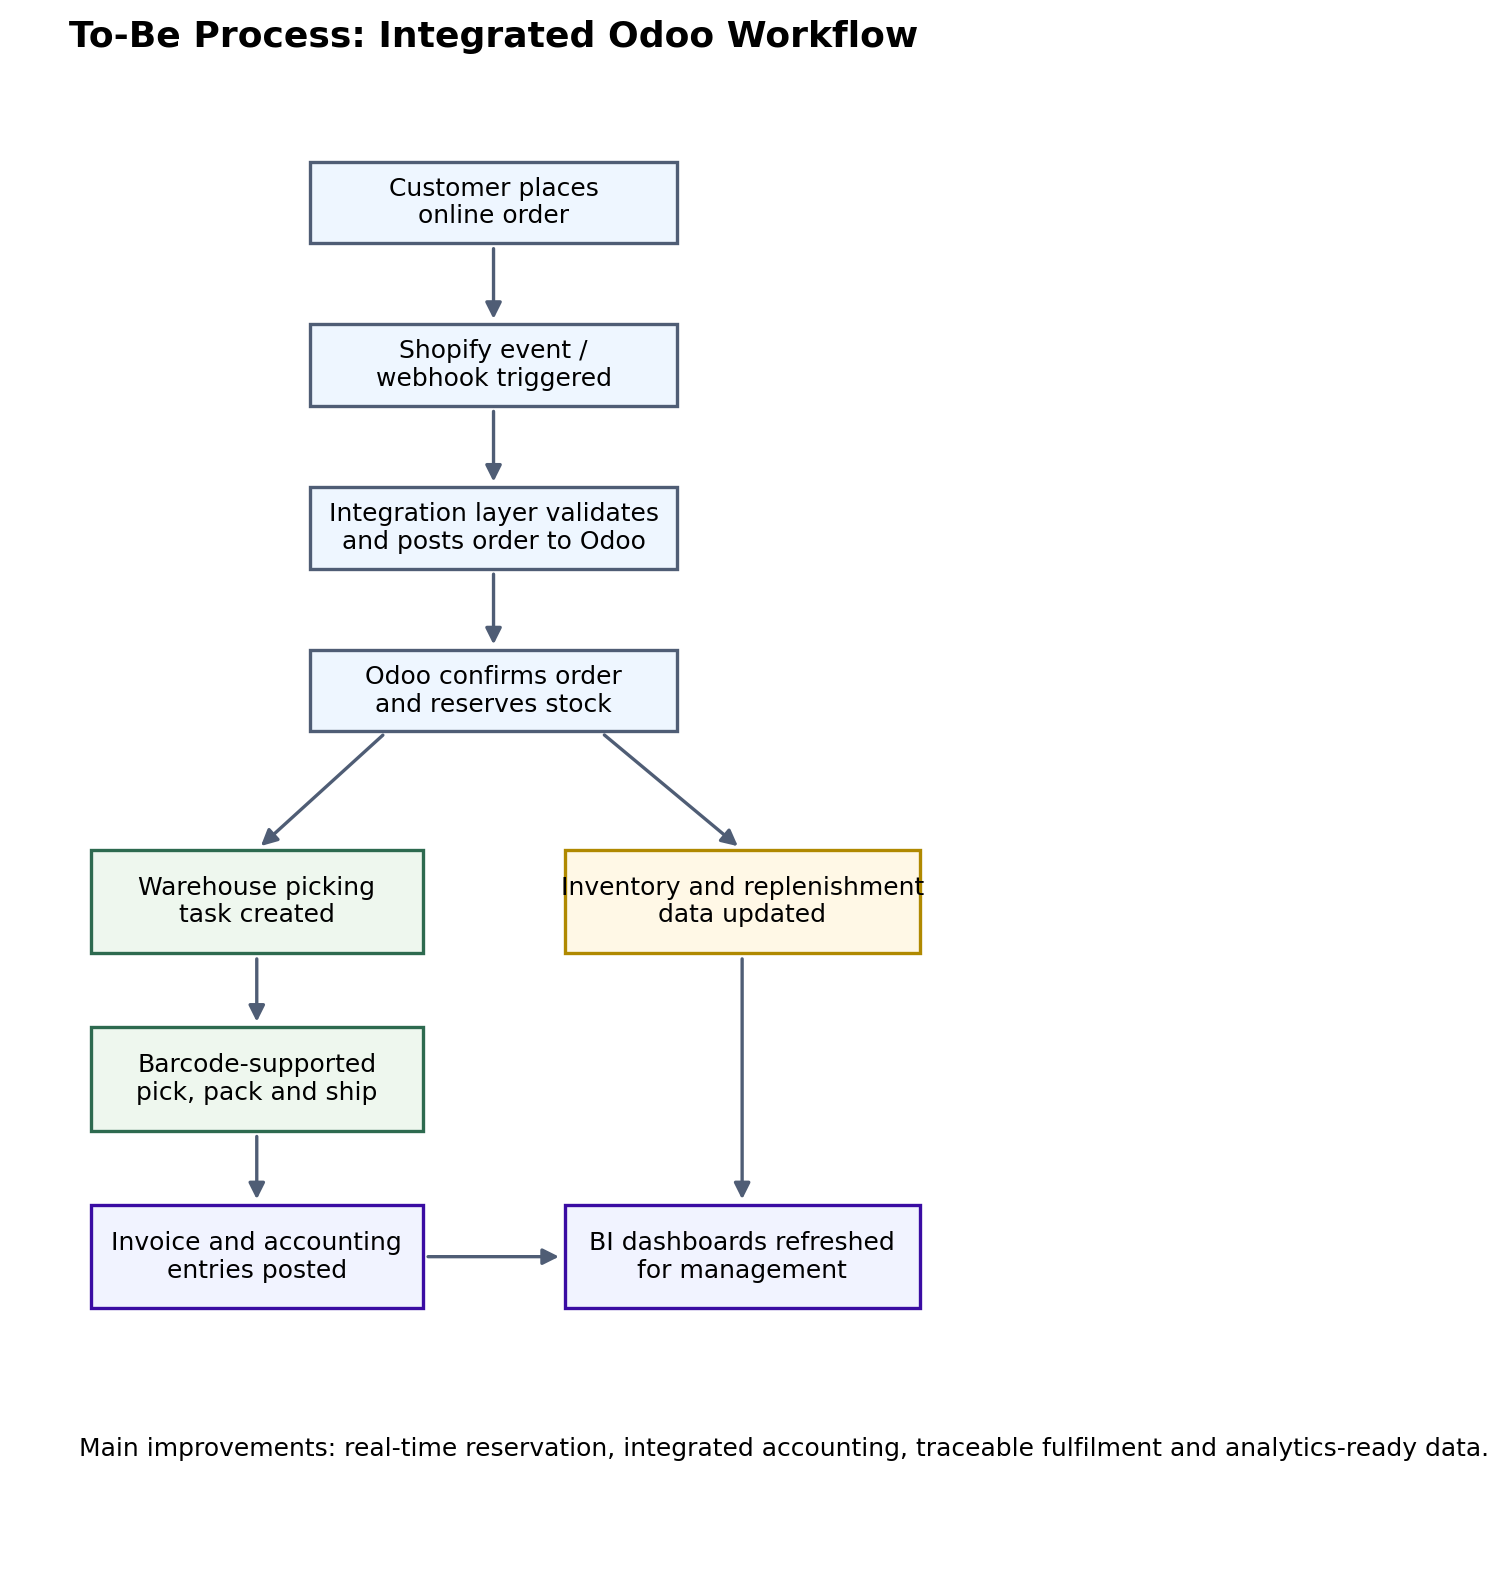 To-Be Process: Integrated Odoo Workflow
Customer places
online order
Shopify event /
webhook triggered
Integration layer validates
and posts order to Odoo
Odoo confirms order
and reserves stock
Warehouse picking
task created
Inventory and replenishment
data updated
Barcode-supported
pick, pack and ship
Invoice and accounting
entries posted
BI dashboards refreshed
for management
Main improvements: real-time reservation, integrated accounting, traceable fulfilment and analytics-ready data.